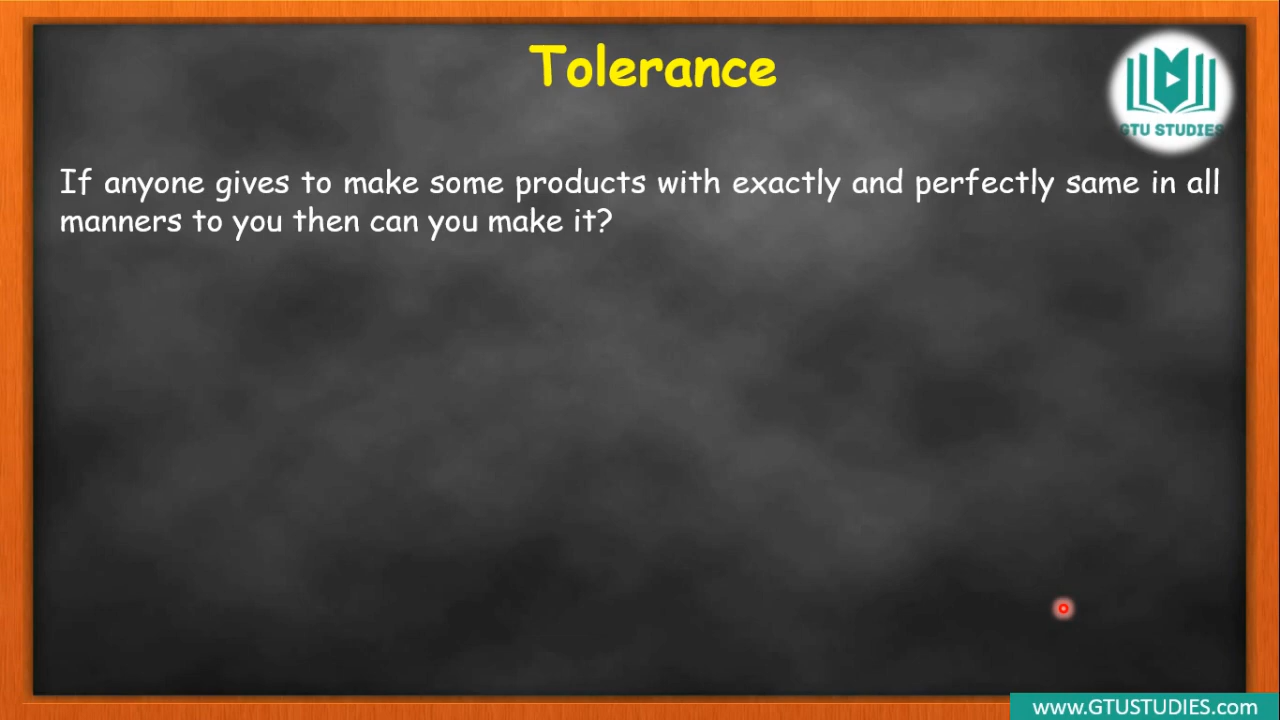 Tolerance
GTU STUDIES
If anyone gives to make some products with exactly and perfectly same in all
manners to you then can you make it?
www.GTUSTUDIES.com